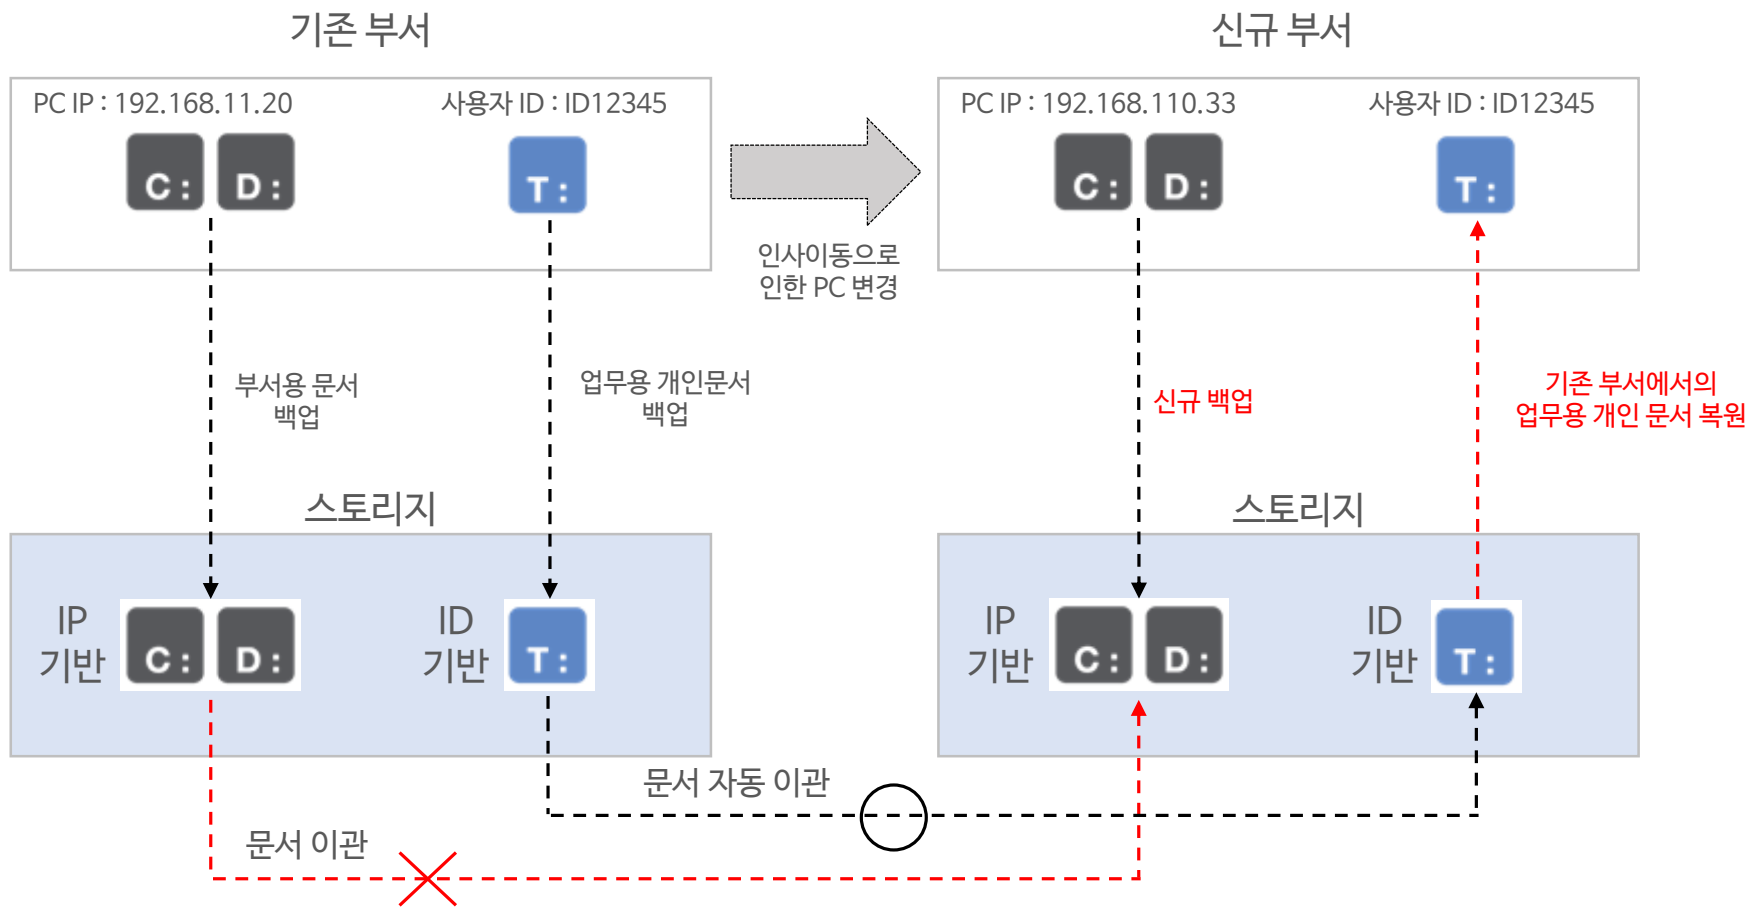 기존 부서
신규 부서
PC IP : 192.168.11.20
사용자 ID : ID12345
C :
D :
T :
인사이동으로
인한 PC 변경
PC IP : 192.168.110.33
사용자 ID : ID12345
C :
D :
T :
부서용 문서
백업
업무용 개인문서
백업
신규 백업
기존 부서에서의
업무용 개인 문서 복원
스토리지
스토리지
IP
기반
C :
D :
ID
기반
T :
IP
기반
C :
D :
ID
기반
T :
문서 자동 이관
문서 이관